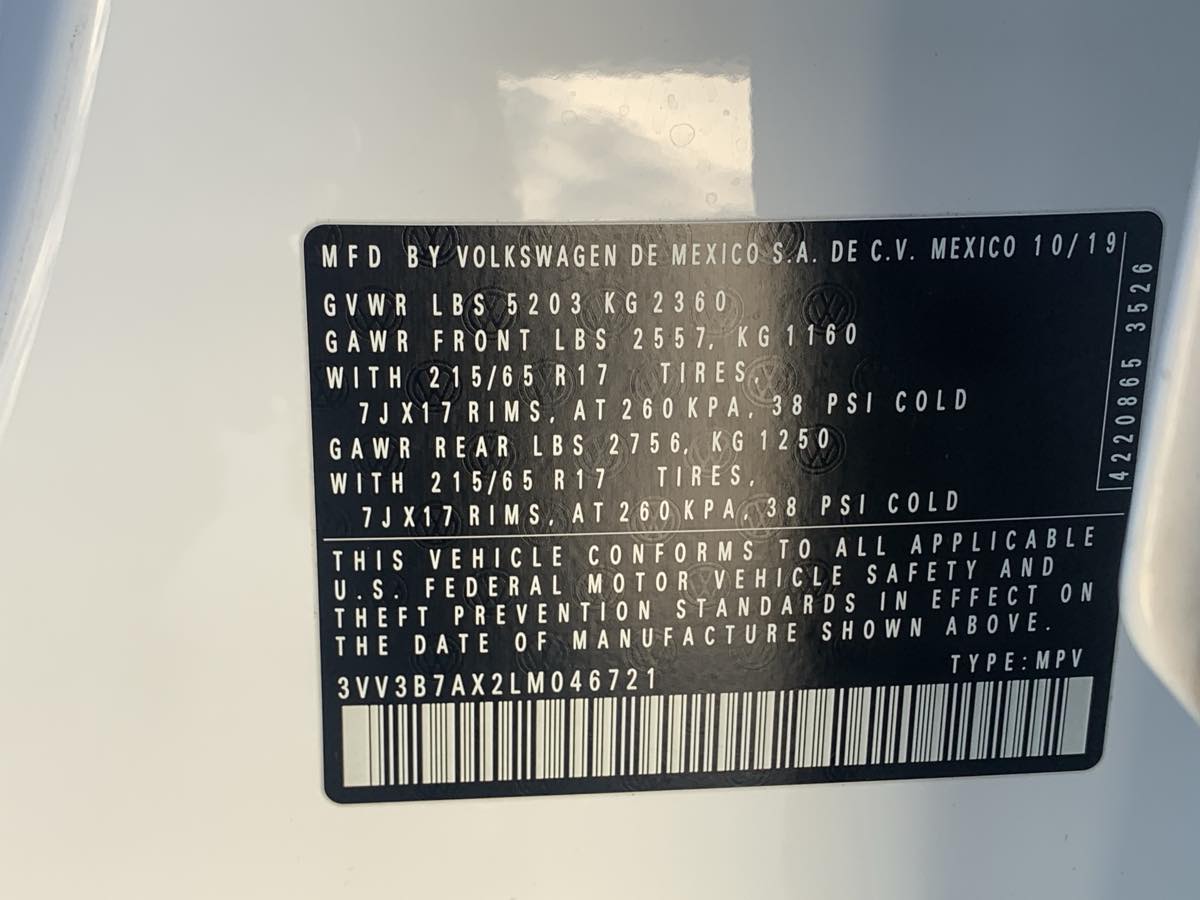 MFD BY VOLKSWAGEN DE MEXICO S.A. DE C.V. MEXICO 10/19
GVWR LBS 5203 KG 2360
GAWR FRONT LBS 2557, KG 1160
WITH 215/65 R17 TIRES,
7JX17 RIMS, AT 260 KPA, 38 PSI COLD
GAWR REAR LBS 2756, KG 1250
WITH 215/65 R17 TIRES,
7JX17 RIMS, AT 260 KPA, 38 PSI COLD
4220865 3526
THIS VEHICLE CONFORMS TO ALL APPLICABLE
U.S. FEDERAL MOTOR VEHICLE SAFETY AND
THEFT PREVENTION STANDARDS IN EFFECT ON
THE DATE OF MANUFACTURE SHOWN ABOVE.
TYPE: MPV
3VV3B7AX2LM046721